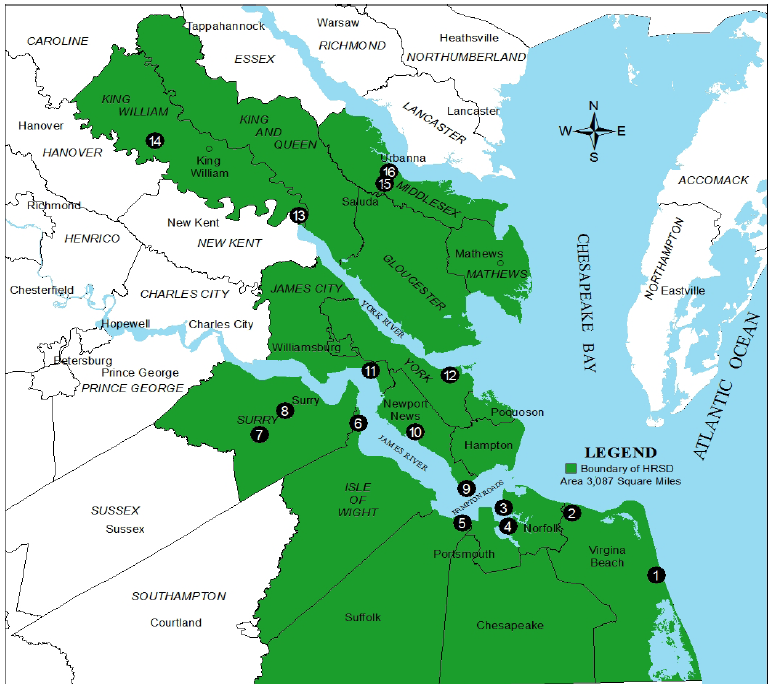 Tappahannock
Warsaw
RICHMOND
Heathsville
NORTHUMBERLAND
CAROLINE
ESSEX
KING
WILLIAM
LANCASTER
Lancaster
Hanover
HANOVER
14
KING
AND
QUEEN
N
W
E
S
King
William
Urbanna
16
15
MIDDLESEX
ACCOMACK
Richmond
Saluda
13
New Kent
NEW KENT
HENRICO
Mathews
MATHEWS
GLOUCESTER
CHESAPEAKE BAY
NORTHAMPTON
Eastville
Chesterfield
CHARLES CITY
JAMES CITY
YORK RIVER
Hopewell
Charles City
Williamsburg
Petersburg
Prince George
PRINCE GEORGE
11
YORK
12
ATLANTIC OCEAN
Surry
8
SURRY
7
6
Newport
News
10
Poquoson
Hampton
JAMES RIVER
LEGEND
Boundary of HRSD
Area 3,087 Square Miles
9
HAMPTON ROADS
ISLE
OF
WIGHT
3
2
5
4
Norfolk
SUSSEX
Sussex
Portsmouth
Virgina
Beach
1
SOUTHAMPTON
Courtland
Suffolk
Chesapeake